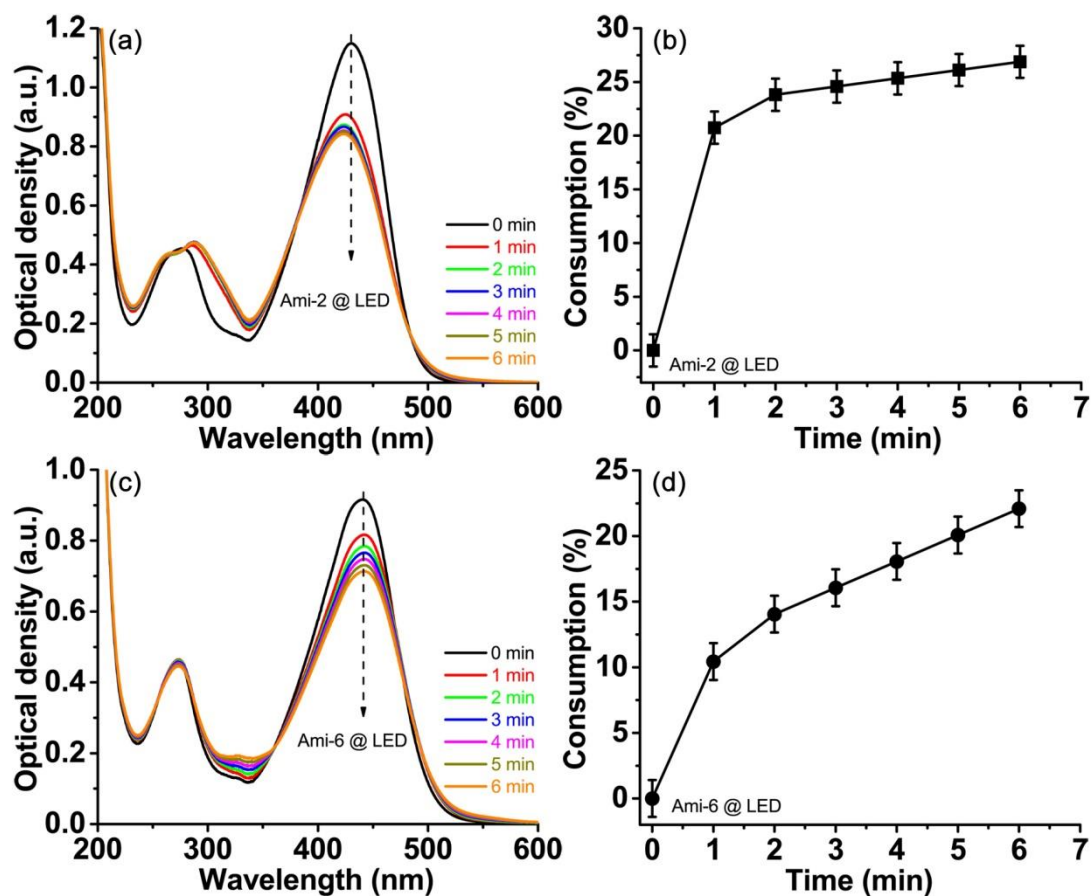 (a)
Optical density (a.u.)
1.2
1.0
0.8
0.6
0.4
0.2
0.0
200 300 400 500 600
Wavelength (nm)
0 min
1 min
2 min
3 min
4 min
5 min
6 min
Ami-2 @ LED
(b)
Consumption (%)
30
25
20
15
10
5
0
0 1 2 3 4 5 6 7
Time (min)
Ami-2 @ LED
(c)
Optical density (a.u.)
1.0
0.8
0.6
0.4
0.2
0.0
200 300 400 500 600
Wavelength (nm)
0 min
1 min
2 min
3 min
4 min
5 min
6 min
Ami-6 @ LED
(d)
Consumption (%)
25
20
15
10
5
0
0 1 2 3 4 5 6 7
Time (min)
Ami-6 @ LED